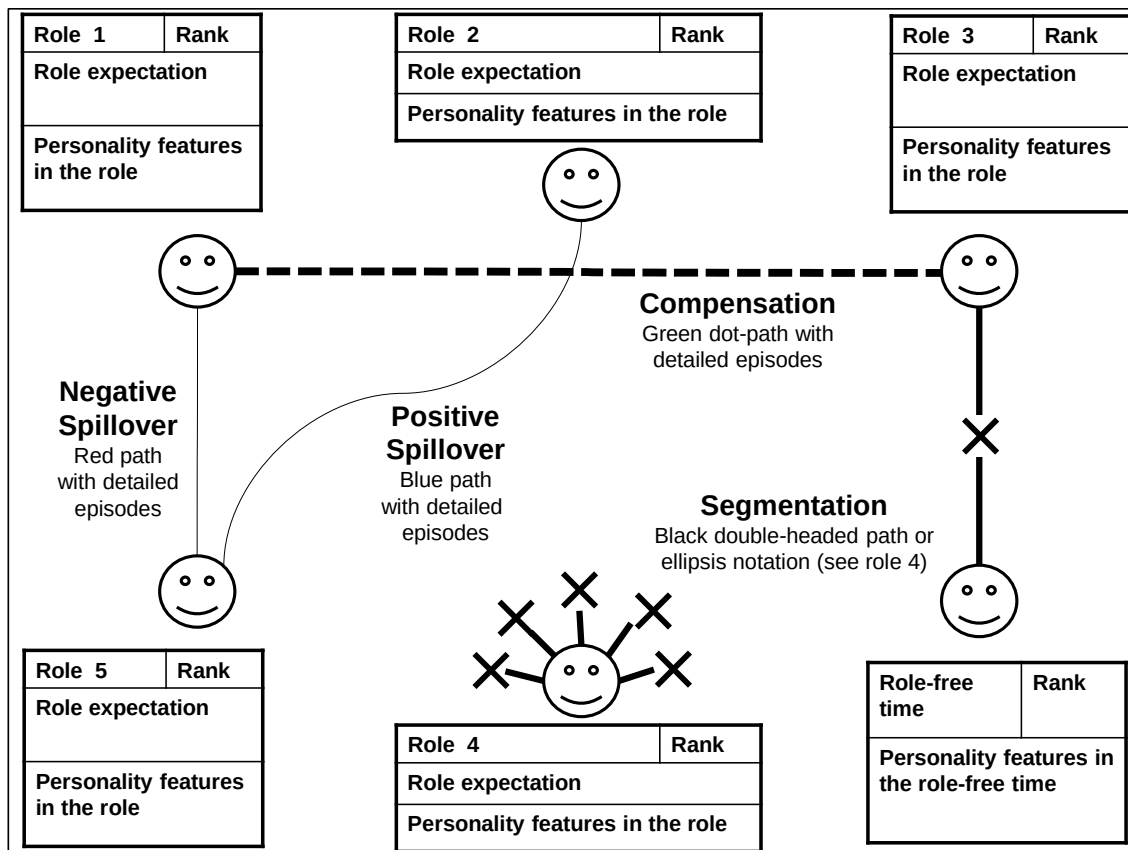 Role 1
Rank
Role expectation
Personality features
in the role
Role 2
Rank
Role expectation
Personality features in the role
Role 3
Rank
Role expectation
Personality features
in the role
Compensation
Green dot-path with
detailed episodes
Negative
Spillover
Red path
with detailed
episodes
Positive
Spillover
Blue path
with detailed
episodes
Segmentation
Black double-headed path or
ellipsis notation (see role 4)
Role 5
Rank
Role expectation
Personality features
in the role
Role 4
Rank
Role expectation
Personality features in the role
Role-free
time
Rank
Personality features in
the role-free time